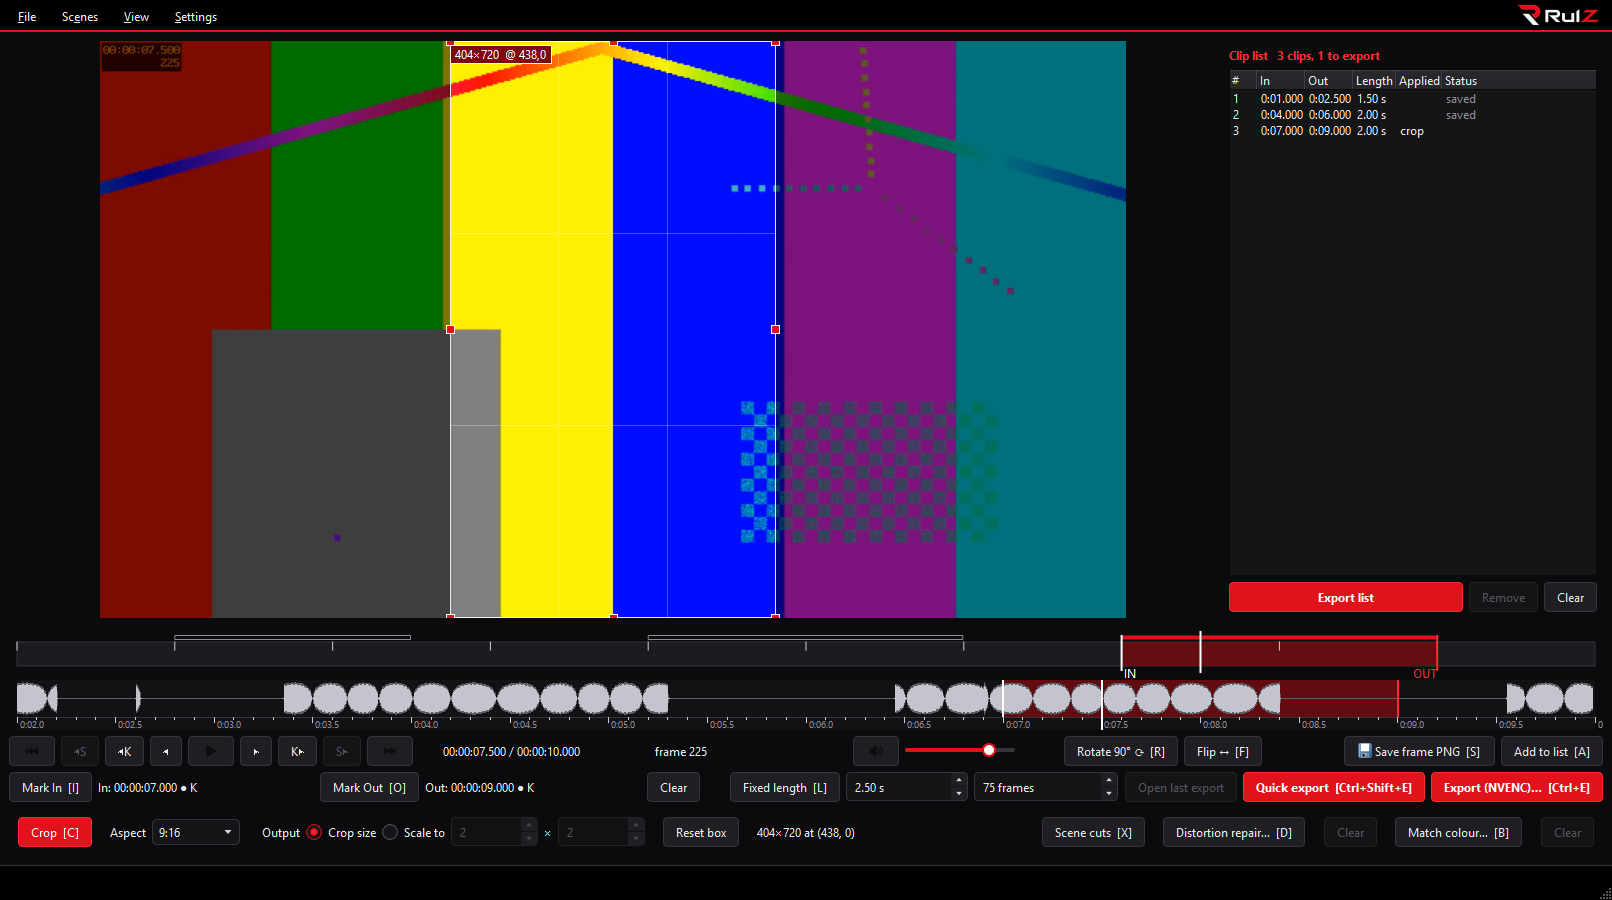 File Scenes View Settings
RUIZ
00:00:07.500
225
404×720 @ 438,0
Clip list 3 clips, 1 to export
# In Out Length Applied Status
1 0:01.000 0:02.500 1.50 s saved
2 0:04.000 0:06.000 2.00 s saved
3 0:07.000 0:09.000 2.00 s crop
Export list Remove Clear
IN OUT
0:02.0 0:02.5 0:03.0 0:03.5 0:04.0 0:04.5 0:05.0 0:05.5 0:06.0 0:06.5 0:07.0 0:07.5 0:08.0 0:08.5 0:09.0 0:09.5 0
◂S ◂K K▸ S▸ 00:00:07.500 / 00:00:10.000 frame 225 Rotate 90° ⟳ [R] Flip ↔ [F] Save frame PNG [S] Add to list [A]
Mark In [I] In: 00:00:07.000 ● K Mark Out [O] Out: 00:00:09.000 ● K Clear Fixed length [L] 2.50 s 75 frames Open last export Quick export [Ctrl+Shift+E] Export (NVENC)... [Ctrl+E]
Crop [C] Aspect 9:16 Output Crop size Scale to 2 × 2 Reset box 404×720 at (438, 0) Scene cuts [X] Distortion repair... [D] Clear Match colour... [B] Clear